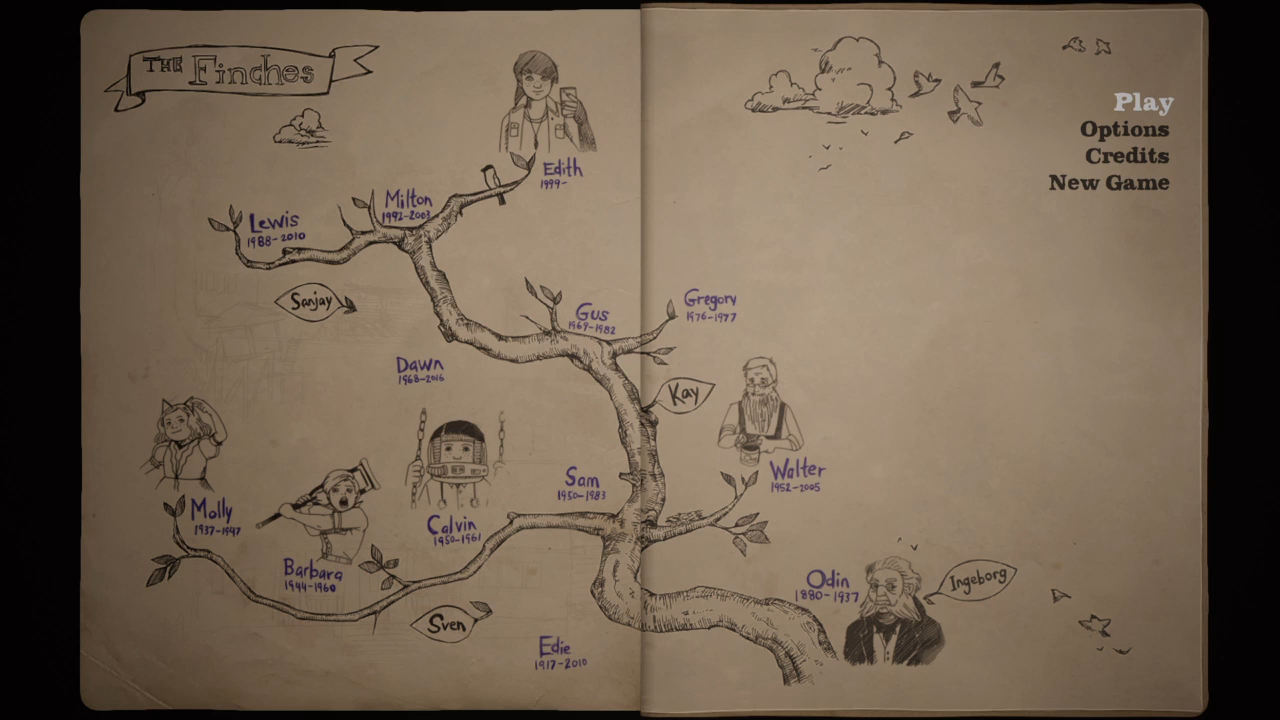 THE Finches
Edith
1999-
Milton
1992-2003
Lewis
1988-2010
Sanjay
Gus
1969-1982
Gregory
1976-1977
Dawn
1968-2016
Kay
Sam
1950-1983
Walter
1952-2005
Molly
1937-1947
Barbara
1944-1960
Calvin
1950-1961
Sven
Edie
1917-2010
Odin
1880-1937
Ingeborg
Play
Options
Credits
New Game